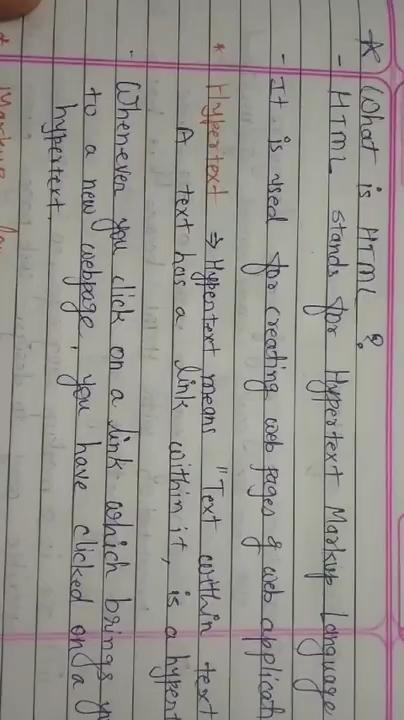 * What is HTML ?
- HTML stands for Hypertext Markup Language
- It is used for creating web pages & web applicati
* Hypertext ⇒ Hypertext means "Text within text
A text has a link within it, is a hypert
. Whenever you click on a link which brings y
to a new webpage, you have clicked on a
hypertext.
* Markup